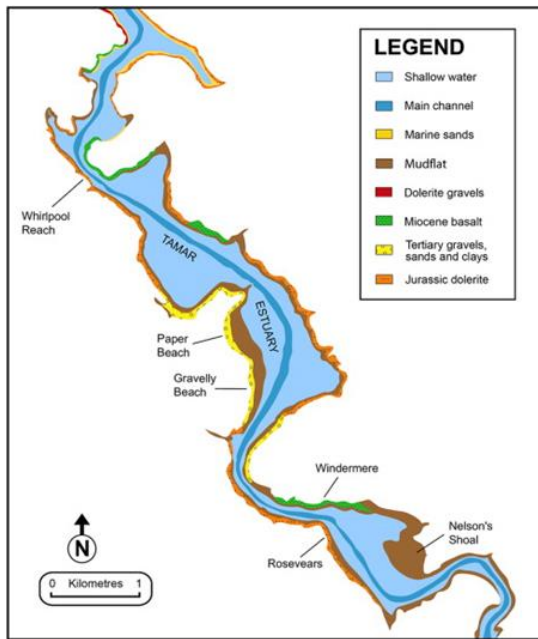 LEGEND
Shallow water
Main channel
Marine sands
Mudflat
Dolerite gravels
Miocene basalt
Tertiary gravels,
sands and clays
Jurassic dolerite
Whirlpool
Reach
TAMAR
ESTUARY
Paper
Beach
Gravelly
Beach
Windermere
Nelson's
Shoal
Rosevears
N
0 Kilometres 1